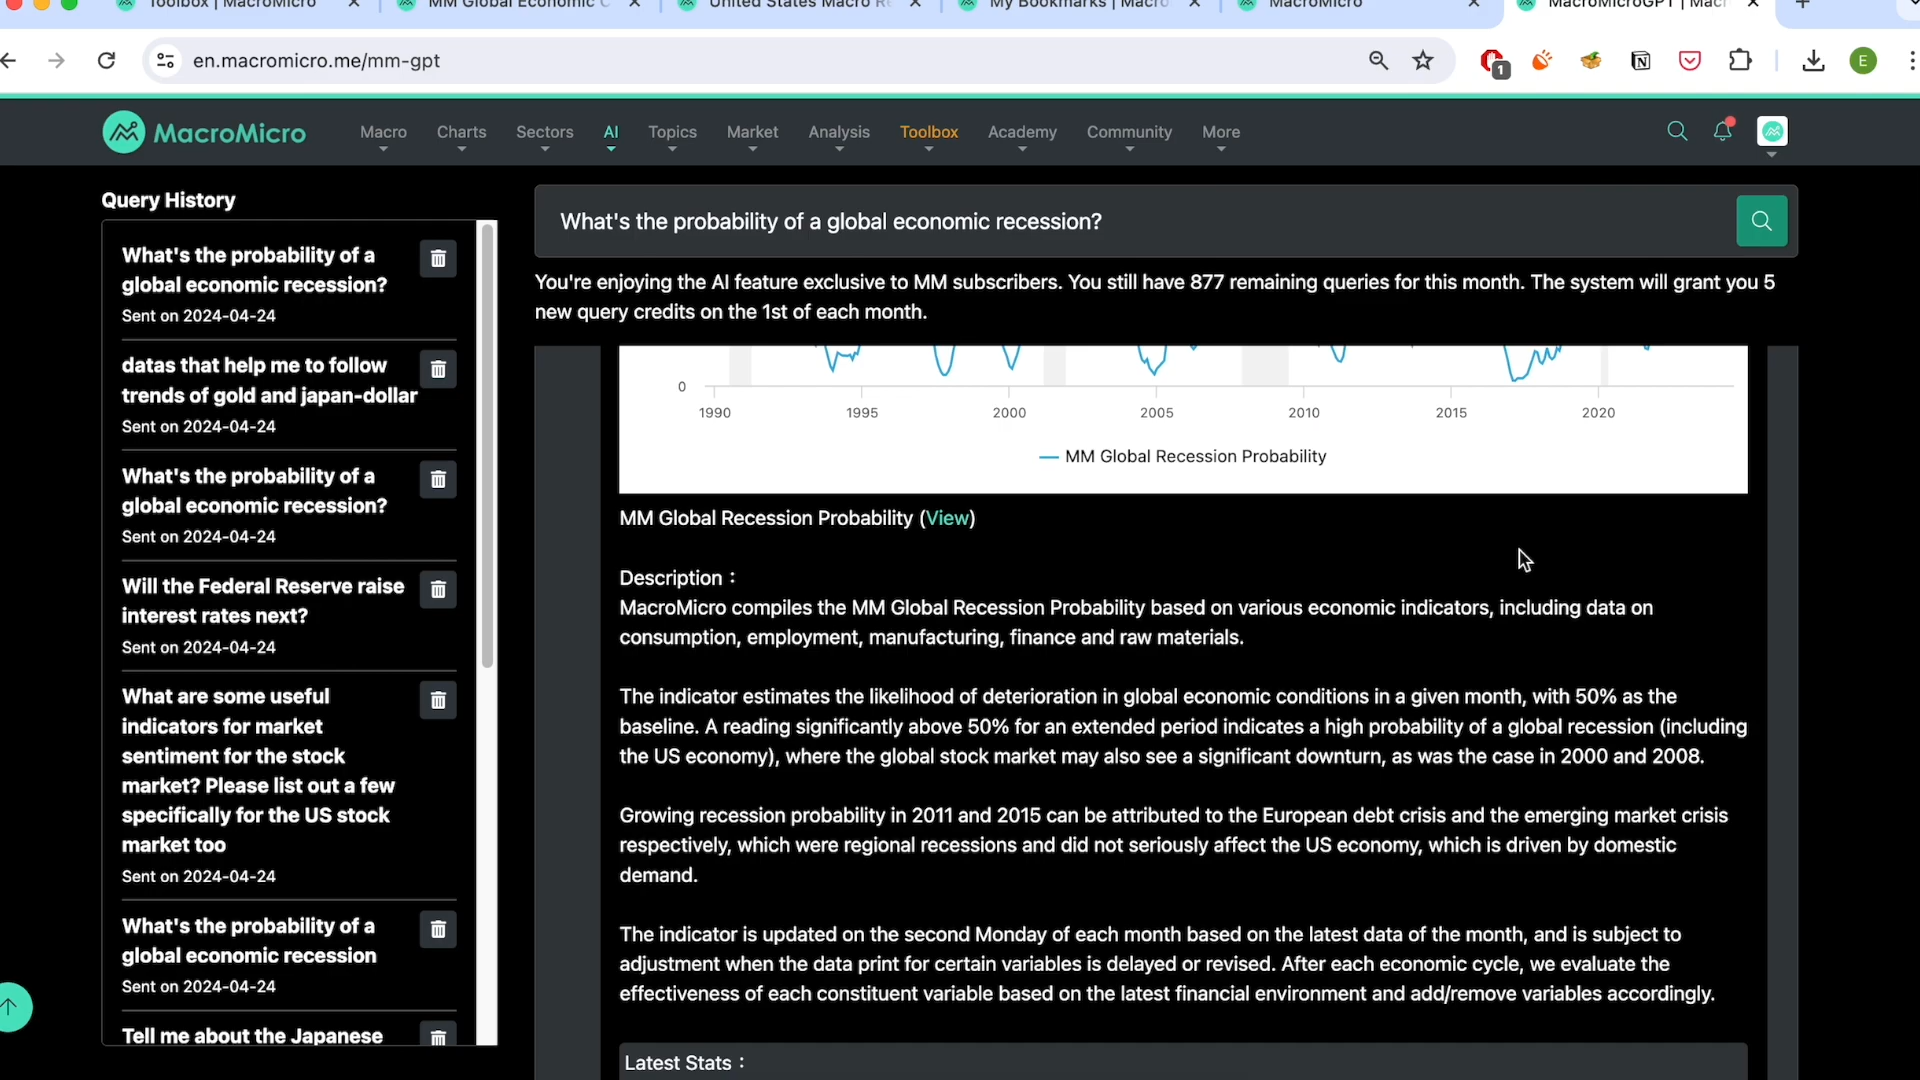 Toolbox | MacroMicro
MM Global Economic C
United States Macro R
My Bookmarks | Macro
MacroMicro
MacroMicroGPT | Mac
en.macromicro.me/mm-gpt
1
E
MacroMicro
Macro
Charts
Sectors
AI
Topics
Market
Analysis
Toolbox
Academy
Community
More
Query History
What's the probability of a
global economic recession?
Sent on 2024-04-24
datas that help me to follow
trends of gold and japan-dollar
Sent on 2024-04-24
What's the probability of a
global economic recession?
Sent on 2024-04-24
Will the Federal Reserve raise
interest rates next?
Sent on 2024-04-24
What are some useful
indicators for market
sentiment for the stock
market? Please list out a few
specifically for the US stock
market too
Sent on 2024-04-24
What's the probability of a
global economic recession
Sent on 2024-04-24
Tell me about the Japanese
What's the probability of a global economic recession?
You're enjoying the AI feature exclusive to MM subscribers. You still have 877 remaining queries for this month. The system will grant you 5
new query credits on the 1st of each month.
0
1990 1995 2000 2005 2010 2015 2020
MM Global Recession Probability
MM Global Recession Probability (View)
Description：
MacroMicro compiles the MM Global Recession Probability based on various economic indicators, including data on
consumption, employment, manufacturing, finance and raw materials.
The indicator estimates the likelihood of deterioration in global economic conditions in a given month, with 50% as the
baseline. A reading significantly above 50% for an extended period indicates a high probability of a global recession (including
the US economy), where the global stock market may also see a significant downturn, as was the case in 2000 and 2008.
Growing recession probability in 2011 and 2015 can be attributed to the European debt crisis and the emerging market crisis
respectively, which were regional recessions and did not seriously affect the US economy, which is driven by domestic
demand.
The indicator is updated on the second Monday of each month based on the latest data of the month, and is subject to
adjustment when the data print for certain variables is delayed or revised. After each economic cycle, we evaluate the
effectiveness of each constituent variable based on the latest financial environment and add/remove variables accordingly.
Latest Stats：